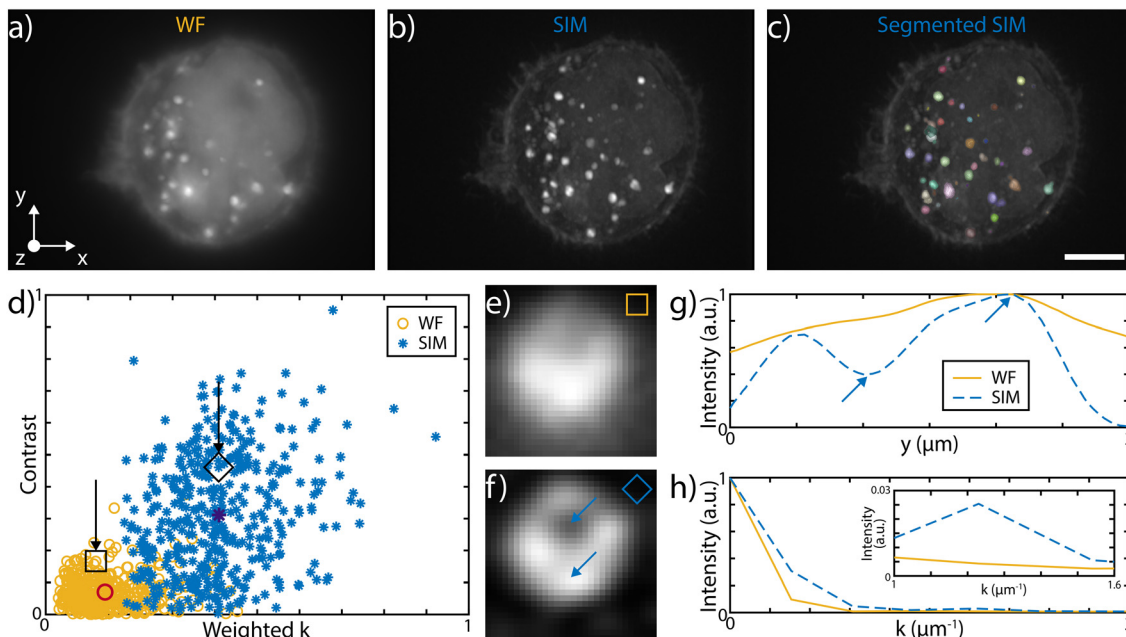 a) WF
b) SIM
c) Segmented SIM
y
z x
d) 1
WF
SIM
Contrast
0
0 Weighted k 1
e)
f)
g) 1
Intensity (a.u.)
WF
SIM
0
0 y (µm)
h) 1
Intensity (a.u.)
0.03
Intensity
(a.u.)
1 k (µm⁻¹) 1.6
0
0 k (µm⁻¹)